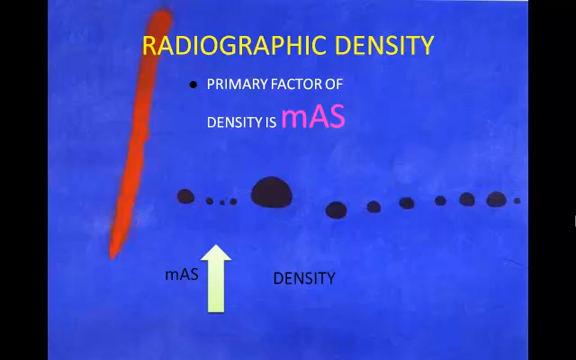 RADIOGRAPHIC DENSITY
PRIMARY FACTOR OF
DENSITY IS mAS
mAS
DENSITY